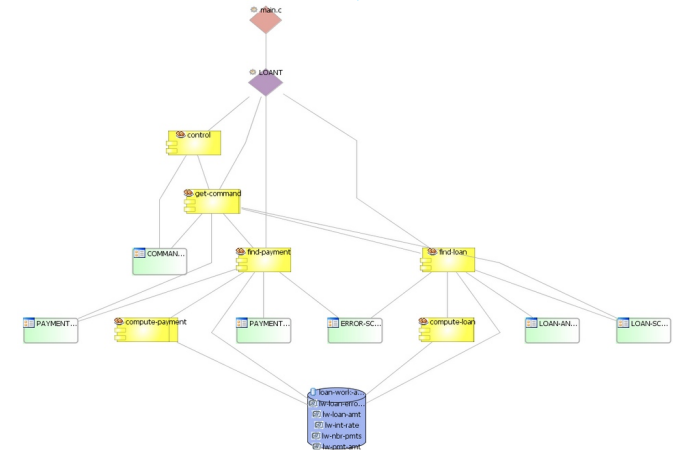 main.c
LOANT
control
get-command
COMMAN...
find-payment
find-loan
PAYMENT...
compute-payment
PAYMENT...
ERROR-SC...
compute-loan
LOAN-AN...
LOAN-SC...
loan-work-a...
lw-loan-erro...
lw-loan-amt
lw-int-rate
lw-nbr-pmts
lw-pmt-amt